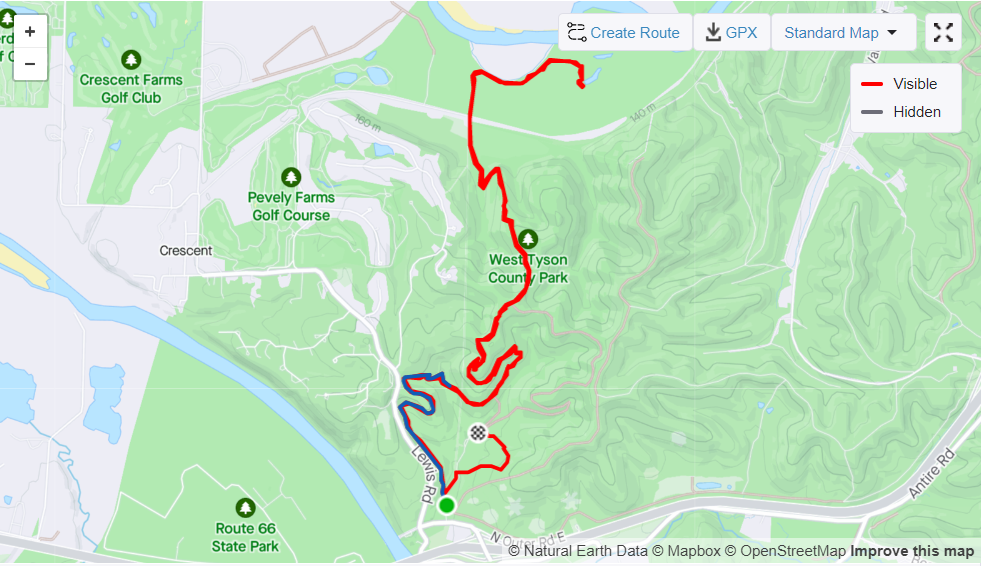 +
−
Create Route
GPX
Standard Map
Visible
Hidden
Crescent Farms
Golf Club
160 m
140 m
Pevely Farms
Golf Course
Crescent
West Tyson
County Park
Lewis Rd
Antire Rd
Route 66
State Park
N Outer Rd E
© Natural Earth Data © Mapbox © OpenStreetMap Improve this map